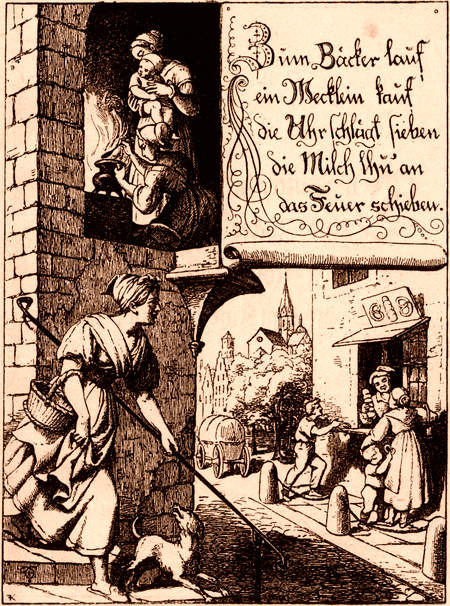 Zum Bäcker lauf,
ein Wecklein kauf
die Uhr schlägt sieben
die Milch thu an
das Feuer schieben.